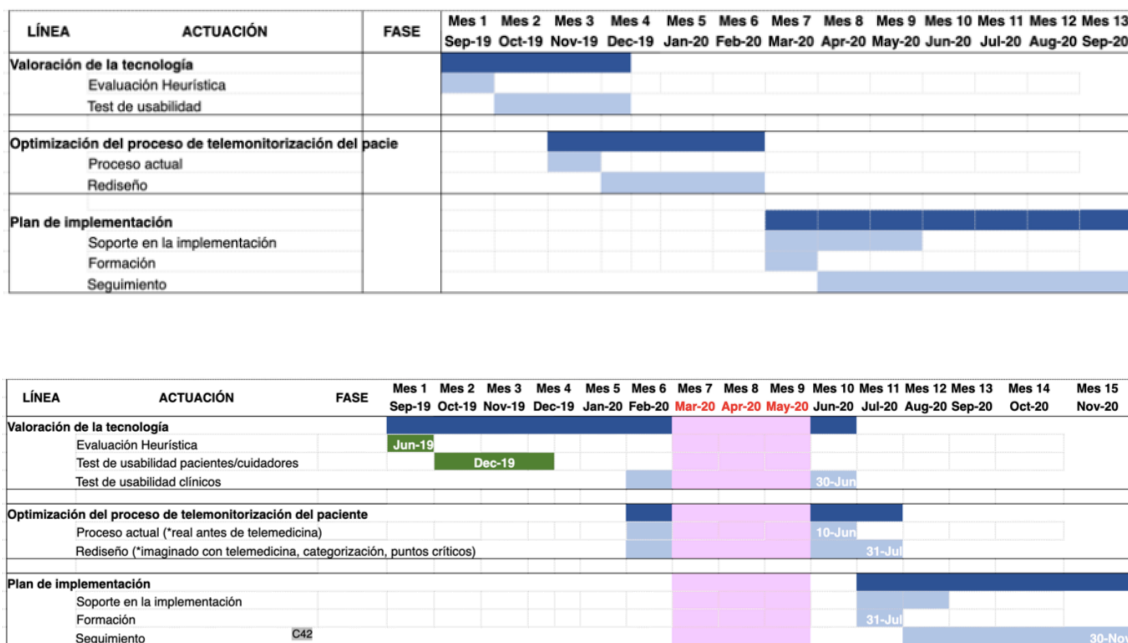 LÍNEA ACTUACIÓN FASE Mes 1 Mes 2 Mes 3 Mes 4 Mes 5 Mes 6 Mes 7 Mes 8 Mes 9 Mes 10 Mes 11 Mes 12 Mes 13
Sep-19 Oct-19 Nov-19 Dec-19 Jan-20 Feb-20 Mar-20 Apr-20 May-20 Jun-20 Jul-20 Aug-20 Sep-20
Valoración de la tecnología
Evaluación Heurística
Test de usabilidad
Optimización del proceso de telemonitorización del pacie
Proceso actual
Rediseño
Plan de implementación
Soporte en la implementación
Formación
Seguimiento
LÍNEA ACTUACIÓN FASE Mes 1 Mes 2 Mes 3 Mes 4 Mes 5 Mes 6 Mes 7 Mes 8 Mes 9 Mes 10 Mes 11 Mes 12 Mes 13 Mes 14 Mes 15
Sep-19 Oct-19 Nov-19 Dec-19 Jan-20 Feb-20 Mar-20 Apr-20 May-20 Jun-20 Jul-20 Aug-20 Sep-20 Oct-20 Nov-20
Valoración de la tecnología
Evaluación Heurística Jun-19
Test de usabilidad pacientes/cuidadores Dec-19
Test de usabilidad clínicos 30-Jun
Optimización del proceso de telemonitorización del paciente
Proceso actual (*real antes de telemedicina) 10-Jun
Rediseño (*imaginado con telemedicina, categorización, puntos críticos) 31-Jul
Plan de implementación
Soporte en la implementación
Formación 31-Jul
Seguimiento C42 30-Nov